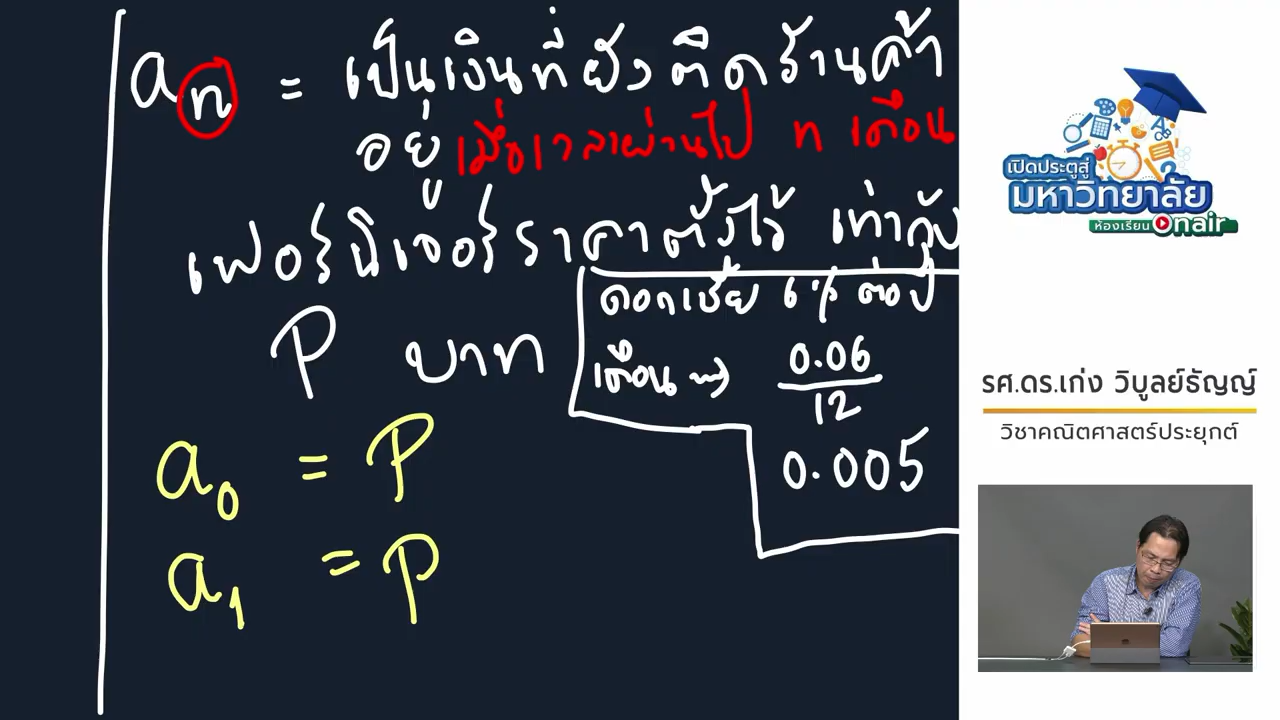 aₙ = เป็นเงินที่ยังติดร้านค้า
อยู่ เมื่อเวลาผ่านไป n เดือน
เฟอร์นิเจอร์ราคาตั้งไว้ เท่ากับ
P บาท
ดอกเบี้ย 6% ต่อปี
เดือน → 0.06
12
0.005
a₀ = P
a₁ = P
เปิดประตูสู่
มหาวิทยาลัย
ห้องเรียน Onair
รศ.ดร.เก่ง วิบูลย์ธัญญ์
วิชาคณิตศาสตร์ประยุกต์